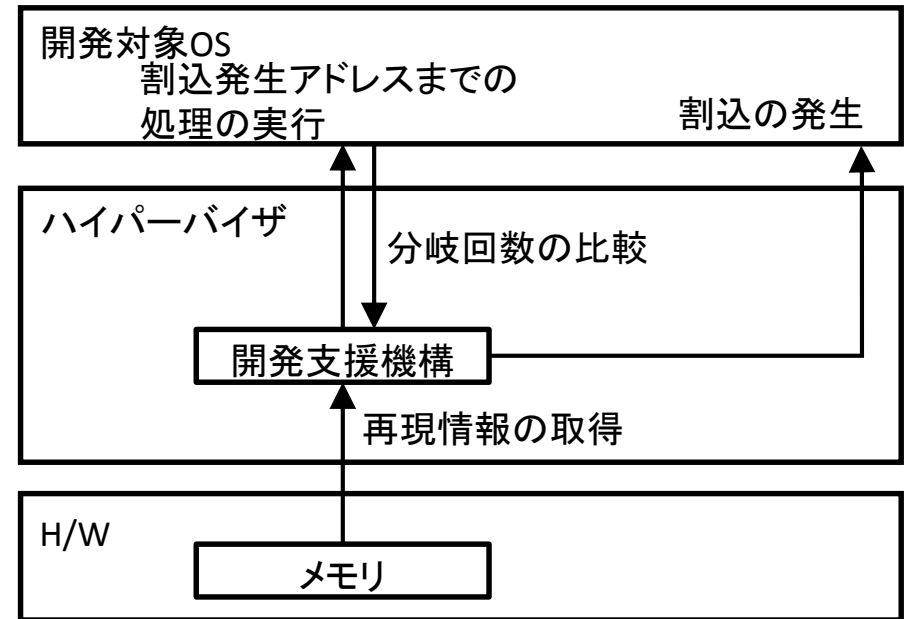 開発対象OS
割込発生アドレスまでの
処理の実行
割込の発生
ハイパーバイザ
分岐回数の比較
開発支援機構
再現情報の取得
H/W
メモリ